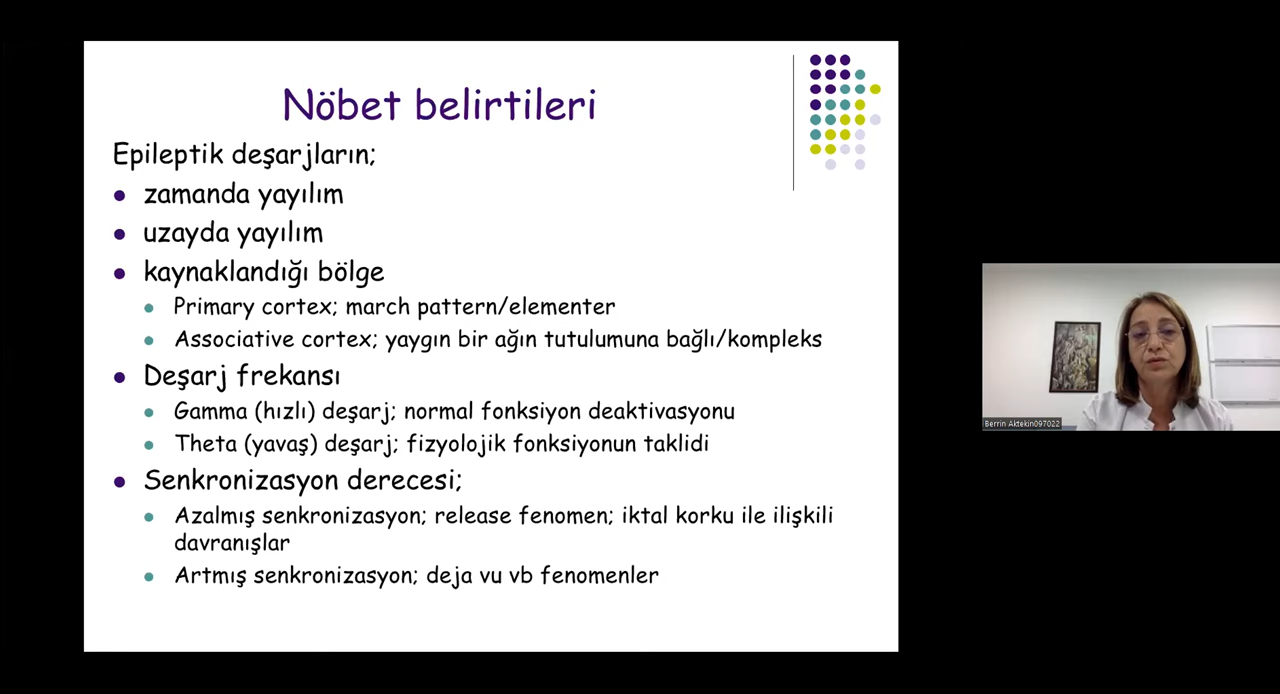 Nöbet belirtileri
Epileptik deşarjların;
zamanda yayılım
uzayda yayılım
kaynaklandığı bölge
Primary cortex; march pattern/elementer
Associative cortex; yaygın bir ağın tutulumuna bağlı/kompleks
Deşarj frekansı
Gamma (hızlı) deşarj; normal fonksiyon deaktivasyonu
Theta (yavaş) deşarj; fizyolojik fonksiyonun taklidi
Senkronizasyon derecesi;
Azalmış senkronizasyon; release fenomen; iktal korku ile ilişkili
davranışlar
Artmış senkronizasyon; deja vu vb fenomenler
Berrin Aktekin097022